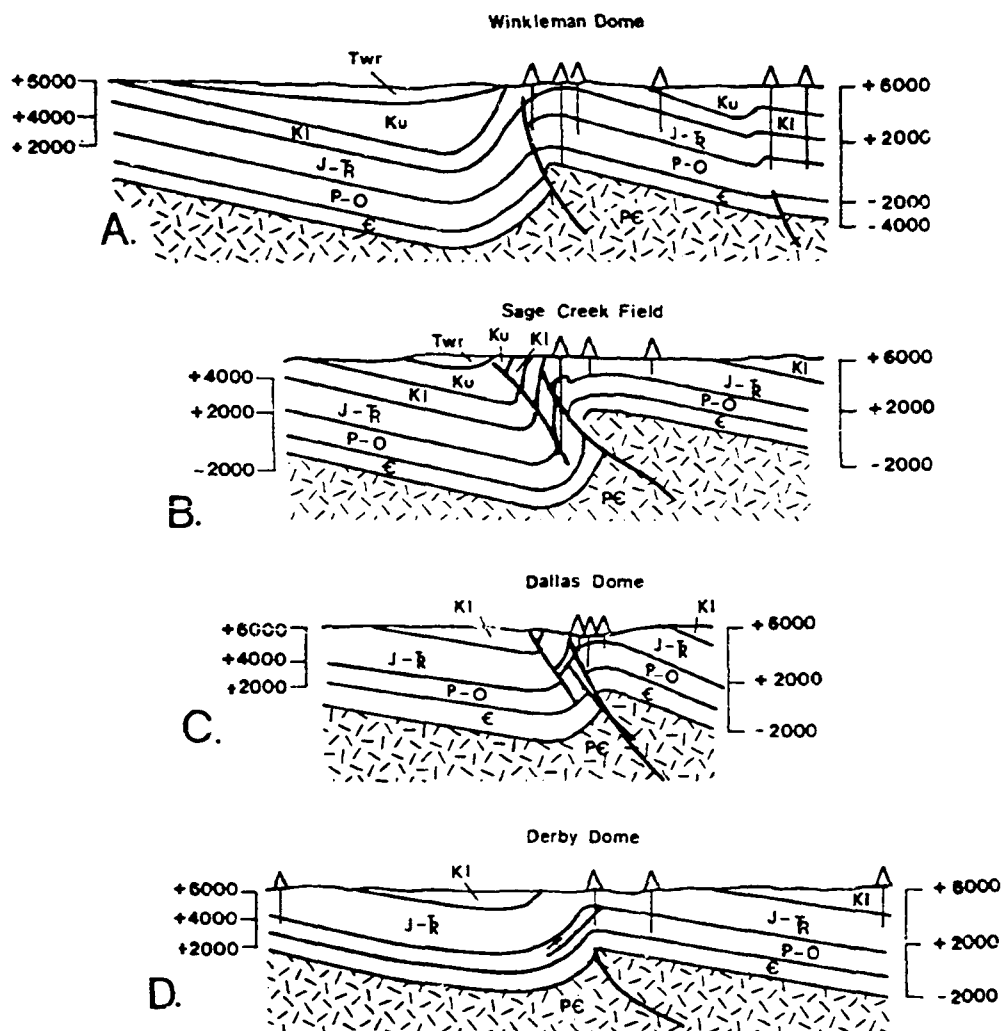 Winkleman Dome
Twr
+6000
+4000
+2000
Ku
Kl
J-TR
P-O
Є
PЄ
Ku
Kl
J-TR
P-O
Є
+6000
+2000
-2000
-4000
A.
Sage Creek Field
Twr
Ku
Kl
+4000
+2000
-2000
Ku
Kl
J-TR
P-O
Є
PЄ
Kl
J-TR
P-O
Є
+6000
+2000
-2000
B.
Dallas Dome
Kl
+6000
+4000
+2000
J-TR
P-O
Є
PЄ
Kl
J-TR
P-O
Є
+6000
+2000
-2000
C.
Derby Dome
Kl
+6000
+4000
+2000
J-TR
PЄ
Kl
J-TR
P-O
Є
+6000
+2000
-2000
D.